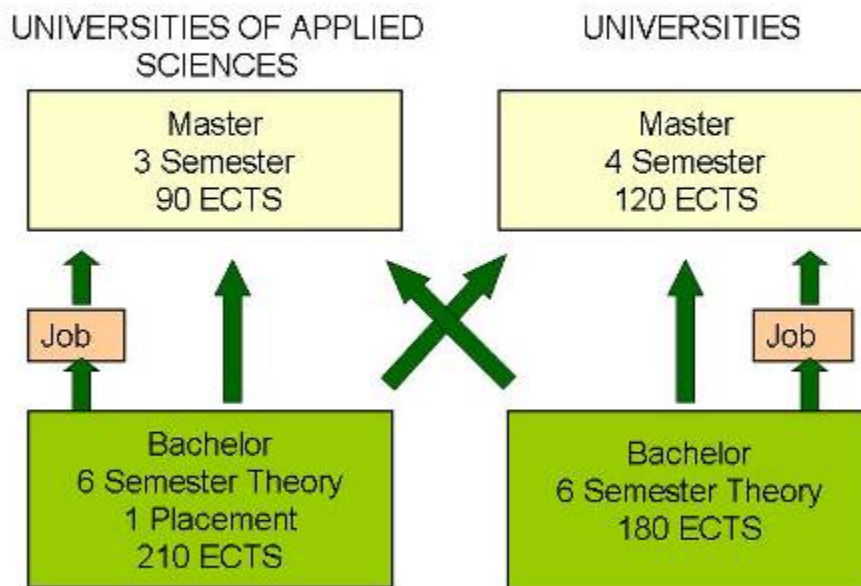 UNIVERSITIES OF APPLIED
SCIENCES
UNIVERSITIES
Master
3 Semester
90 ECTS
Master
4 Semester
120 ECTS
Job
Job
Bachelor
6 Semester Theory
1 Placement
210 ECTS
Bachelor
6 Semester Theory
180 ECTS